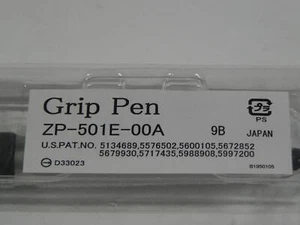 Grip Pen
PS
ZP-501E-00A 9B JAPAN
U.S.PAT.NO. 5134689,5576502,5600105,5672852
5679930,5717435,5988908,5997200
D33023